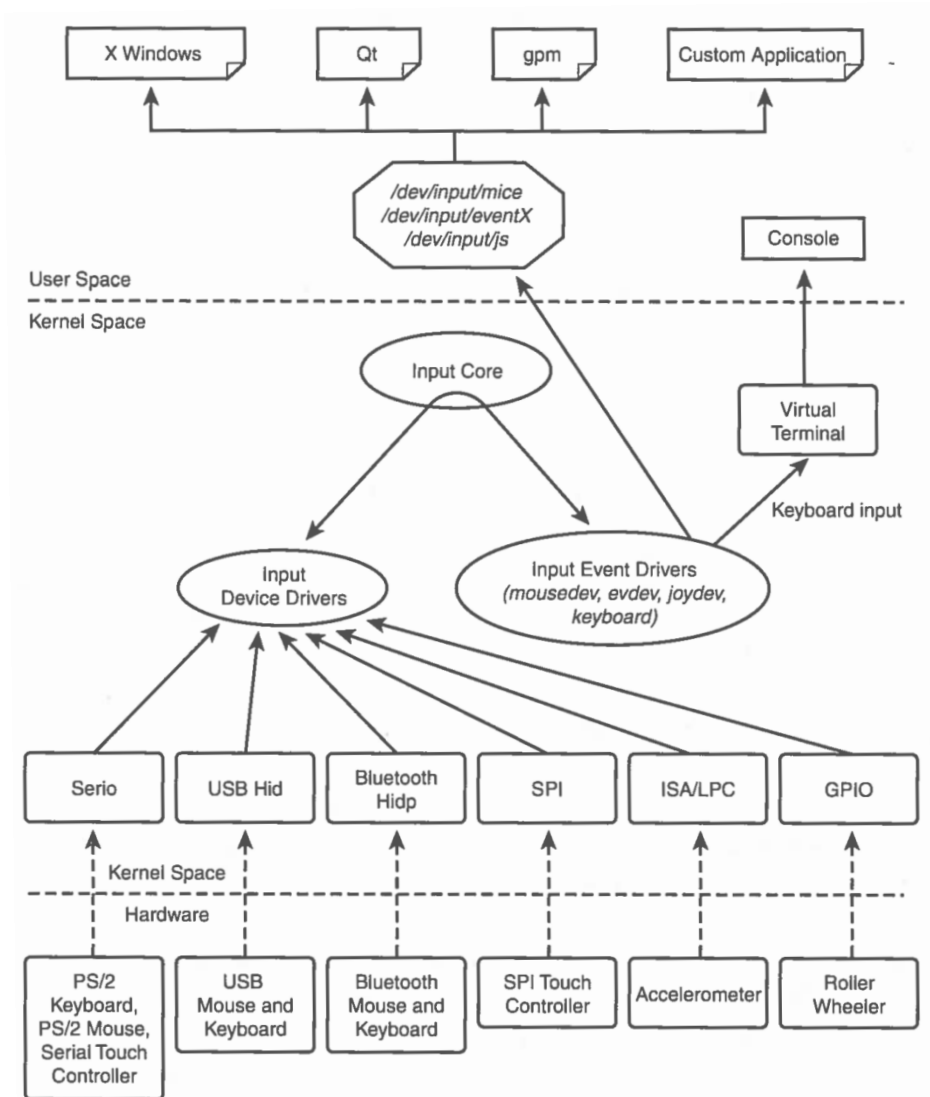 X Windows
Qt
gpm
Custom Application
/dev/input/mice
/dev/input/eventX
/dev/input/js
Console
User Space
Kernel Space
Input Core
Virtual
Terminal
Keyboard input
Input
Device Drivers
Input Event Drivers
(mousedev, evdev, joydev,
keyboard)
Serio
USB Hid
Bluetooth
Hidp
SPI
ISA/LPC
GPIO
Kernel Space
Hardware
PS/2
Keyboard,
PS/2 Mouse,
Serial Touch
Controller
USB
Mouse and
Keyboard
Bluetooth
Mouse and
Keyboard
SPI Touch
Controller
Accelerometer
Roller
Wheeler